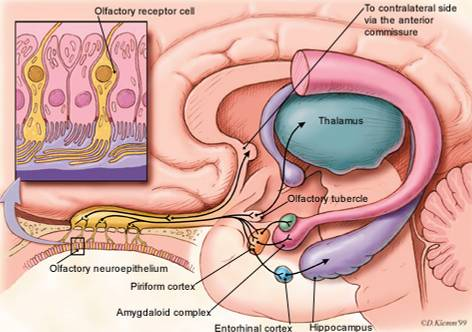 Olfactory receptor cell
To contralateral side
via the anterior
commissure
Thalamus
Olfactory tubercle
Olfactory neuroepithelium
Piriform cortex
Amygdaloid complex
Entorhinal cortex
Hippocampus
©D.Klemm'99